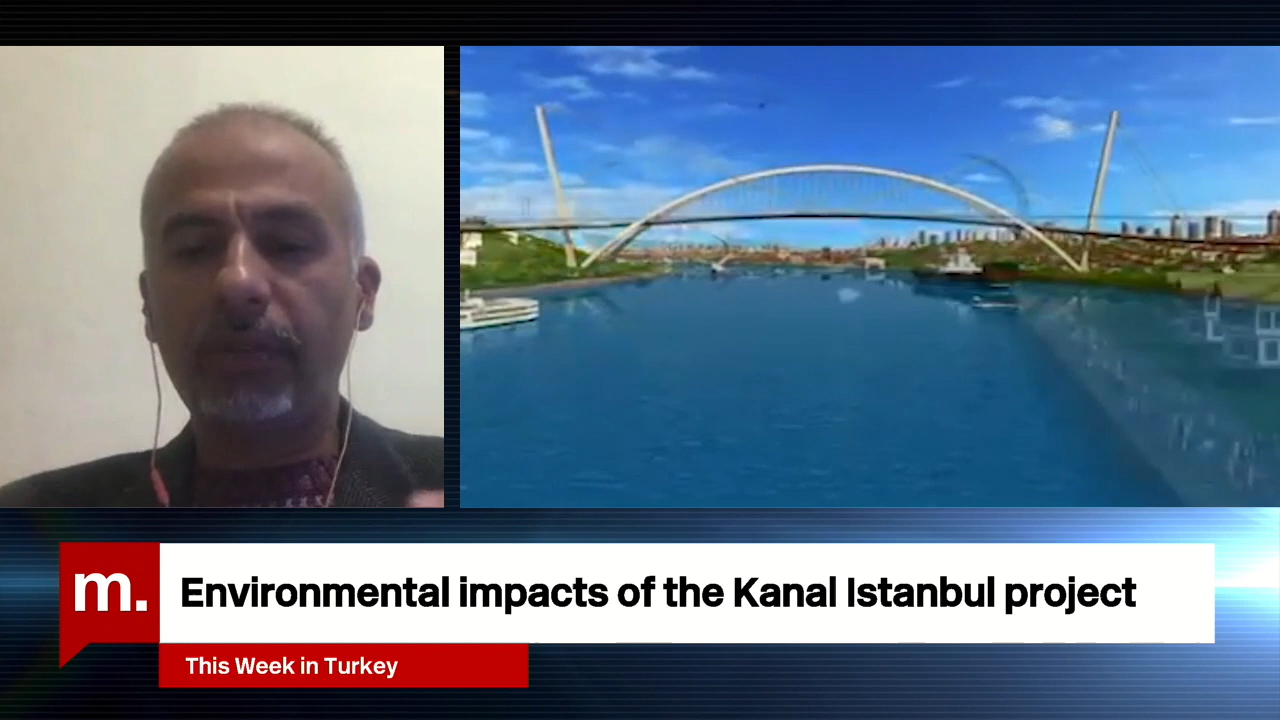 m.
Environmental impacts of the Kanal Istanbul project
This Week in Turkey